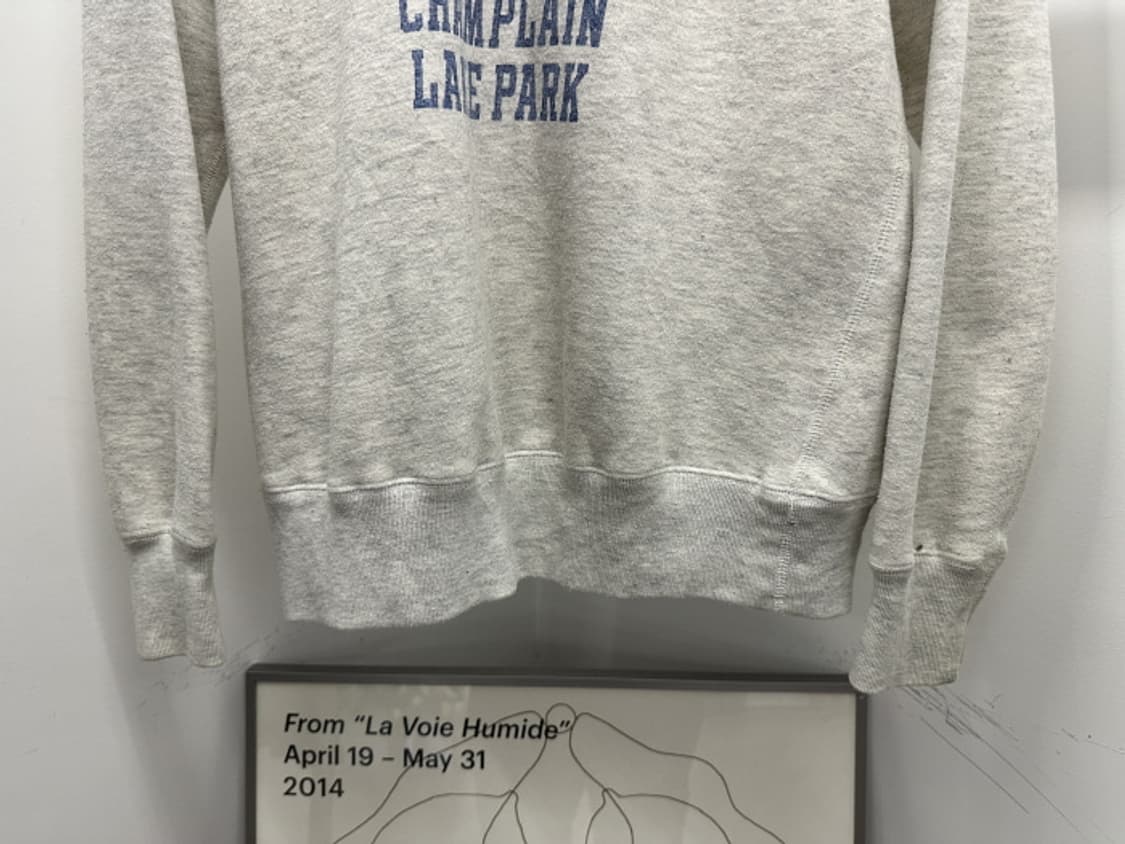 CHAMPLAIN
LAKE PARK
From “La Voie Humide”
April 19 – May 31
2014